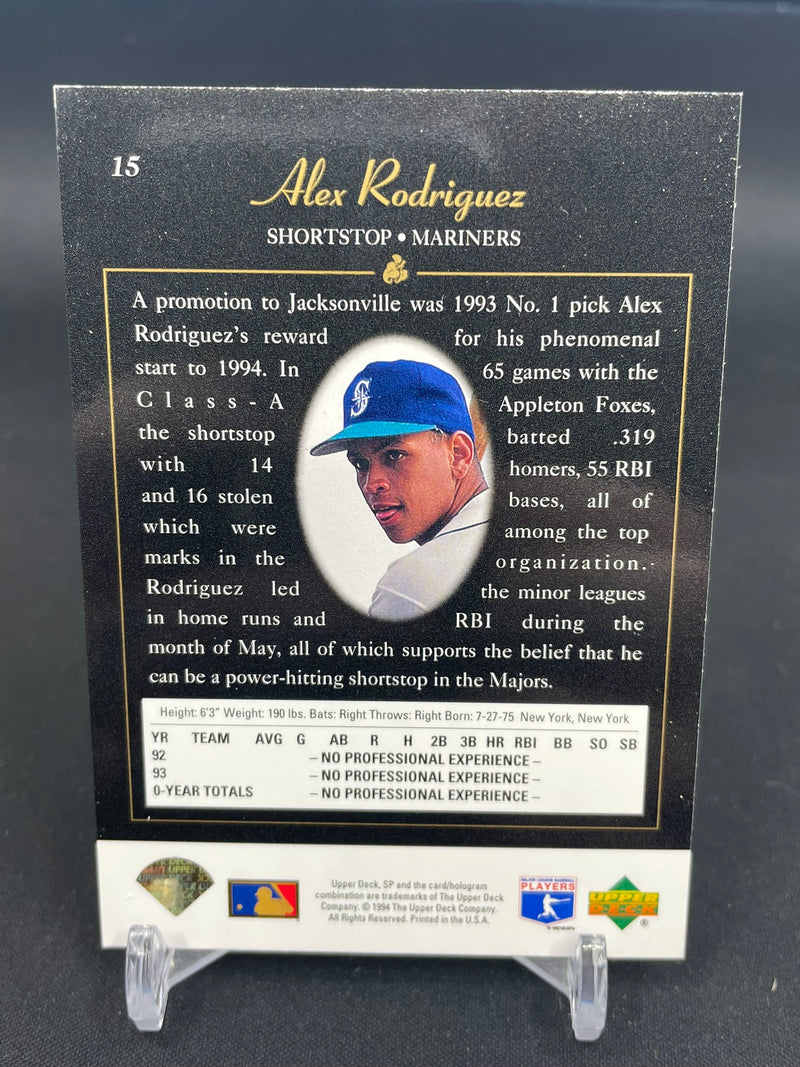 15
Alex Rodriguez
SHORTSTOP • MARINERS
A promotion to Jacksonville was 1993 No. 1 pick Alex
Rodriguez's reward for his phenomenal
start to 1994. In 65 games with the
Class-A Appleton Foxes,
the shortstop batted .319
with 14 homers, 55 RBI
and 16 stolen bases, all of
which were among the top
marks in the organization.
Rodriguez led the minor leagues
in home runs and RBI during the
month of May, all of which supports the belief that he
can be a power-hitting shortstop in the Majors.
Height: 6'3" Weight: 190 lbs. Bats: Right Throws: Right Born: 7-27-75 New York, New York
YR TEAM AVG G AB R H 2B 3B HR RBI BB SO SB
92 – NO PROFESSIONAL EXPERIENCE –
93 – NO PROFESSIONAL EXPERIENCE –
0-YEAR TOTALS – NO PROFESSIONAL EXPERIENCE –
Upper Deck, SP and the card/hologram
combination are trademarks of The Upper Deck
Company. © 1994 The Upper Deck Company.
All Rights Reserved. Printed in the U.S.A.
MAJOR LEAGUE BASEBALL
PLAYERS
UPPER
DECK
®